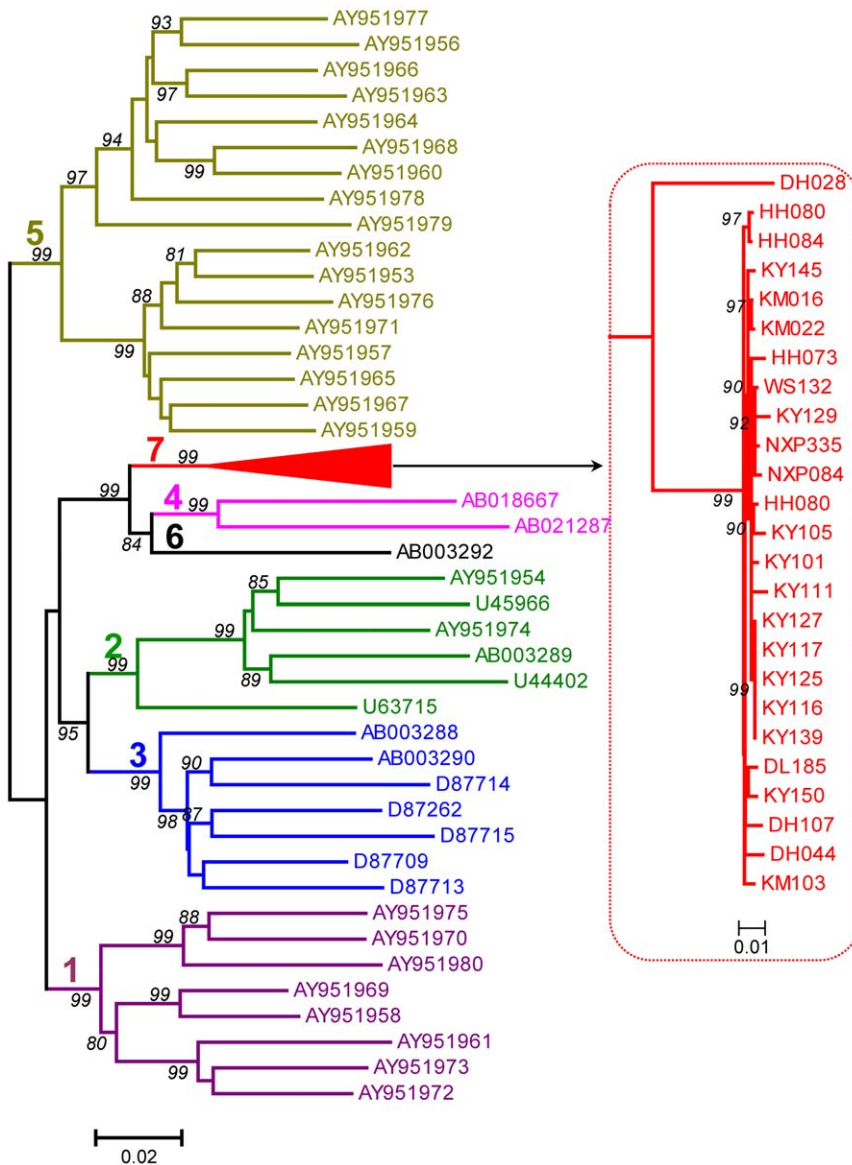 93
AY951977
AY951956
AY951966
97
AY951963
AY951964
94
AY951968
99
AY951960
97
AY951978
AY951979
5
99
AY951962
81
AY951953
88
AY951976
AY951971
99
AY951957
AY951965
AY951967
AY951959
7
99
99
4
99
AB018667
AB021287
84
6
AB003292
85
AY951954
U45966
99
AY951974
2
99
AB003289
89
U44402
U63715
95
3
99
AB003288
90
AB003290
D87714
98
87
D87262
D87715
D87709
D87713
88
AY951975
99
AY951970
AY951980
1
99
99
AY951969
AY951958
80
AY951961
99
AY951973
AY951972
0.02
DH028
97
HH080
HH084
KY145
97
KM016
KM022
HH073
90
WS132
92
KY129
NXP335
NXP084
99
HH080
90
KY105
KY101
KY111
KY127
KY117
99
KY125
KY116
KY139
DL185
KY150
DH107
DH044
KM103
0.01